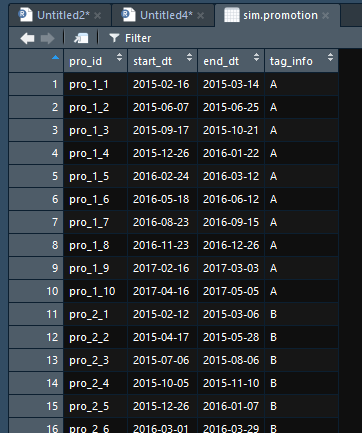 Untitled2* × Untitled4* × sim.promotion
Filter
pro_id start_dt end_dt tag_info
1 pro_1_1 2015-02-16 2015-03-14 A
2 pro_1_2 2015-06-07 2015-06-25 A
3 pro_1_3 2015-09-17 2015-10-21 A
4 pro_1_4 2015-12-26 2016-01-22 A
5 pro_1_5 2016-02-24 2016-03-12 A
6 pro_1_6 2016-05-18 2016-06-12 A
7 pro_1_7 2016-08-23 2016-09-15 A
8 pro_1_8 2016-11-23 2016-12-26 A
9 pro_1_9 2017-02-16 2017-03-03 A
10 pro_1_10 2017-04-16 2017-05-05 A
11 pro_2_1 2015-02-12 2015-03-06 B
12 pro_2_2 2015-04-17 2015-05-28 B
13 pro_2_3 2015-07-06 2015-08-06 B
14 pro_2_4 2015-10-05 2015-11-10 B
15 pro_2_5 2015-12-26 2016-01-07 B
16 pro_2_6 2016-03-01 2016-03-29 B